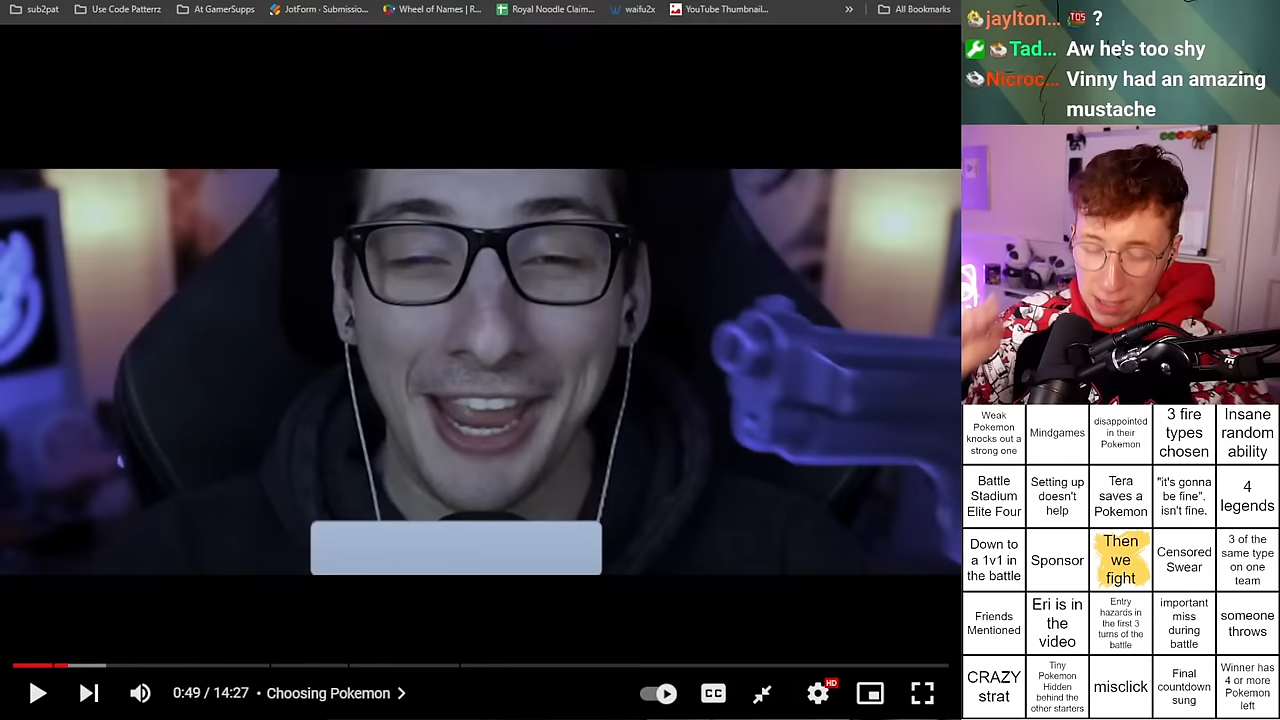 sub2pat
Use Code Patterrz
At GamerSupps
JotForm · Submissio...
Wheel of Names | R...
Royal Noodle Claim...
waifu2x
YouTube Thumbnail...
»
All Bookmarks
jaylton... TOS ?
Tad... Aw he's too shy
Nicroc... Vinny had an amazing
mustache
Weak
Pokemon
knocks out a
strong one
Mindgames
disappointed
in their
Pokemon
3 fire
types
chosen
Insane
random
ability
Battle
Stadium
Elite Four
Setting up
doesn't
help
Tera
saves a
Pokemon
"it's gonna
be fine".
isn't fine.
4
legends
Down to
a 1v1 in
the battle
Sponsor
Then
we
fight
Censored
Swear
3 of the
same type
on one
team
Friends
Mentioned
Eri is in
the
video
Entry
hazards in
the first 3
turns of the
battle
important
miss
during
battle
someone
throws
CRAZY
strat
Tiny
Pokemon
Hidden
behind the
other starters
misclick
Final
countdown
sung
Winner has
4 or more
Pokemon
left
0:49 / 14:27 • Choosing Pokemon
CC
HD